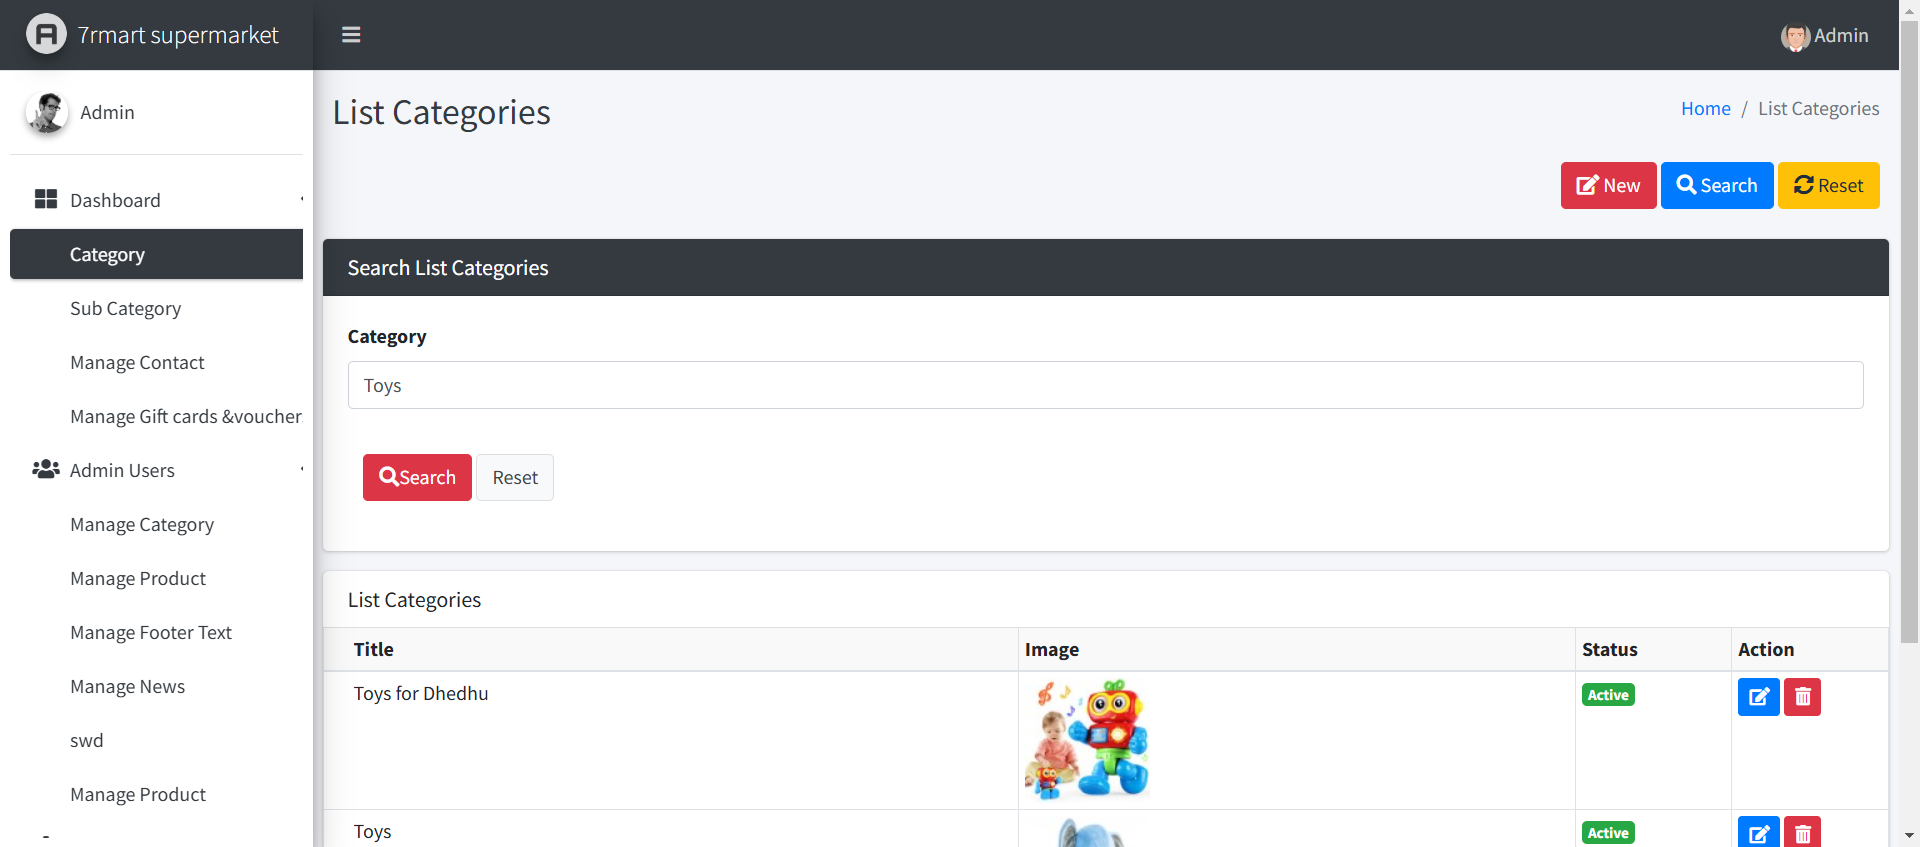 7rmart supermarket
Admin
Admin
Dashboard
Category
Sub Category
Manage Contact
Manage Gift cards &voucher
Admin Users
Manage Category
Manage Product
Manage Footer Text
Manage News
swd
Manage Product
List Categories
Home / List Categories
New Search Reset
Search List Categories
Category
Toys
Search Reset
List Categories
Title Image Status Action
Toys for Dhedhu Active
Toys Active